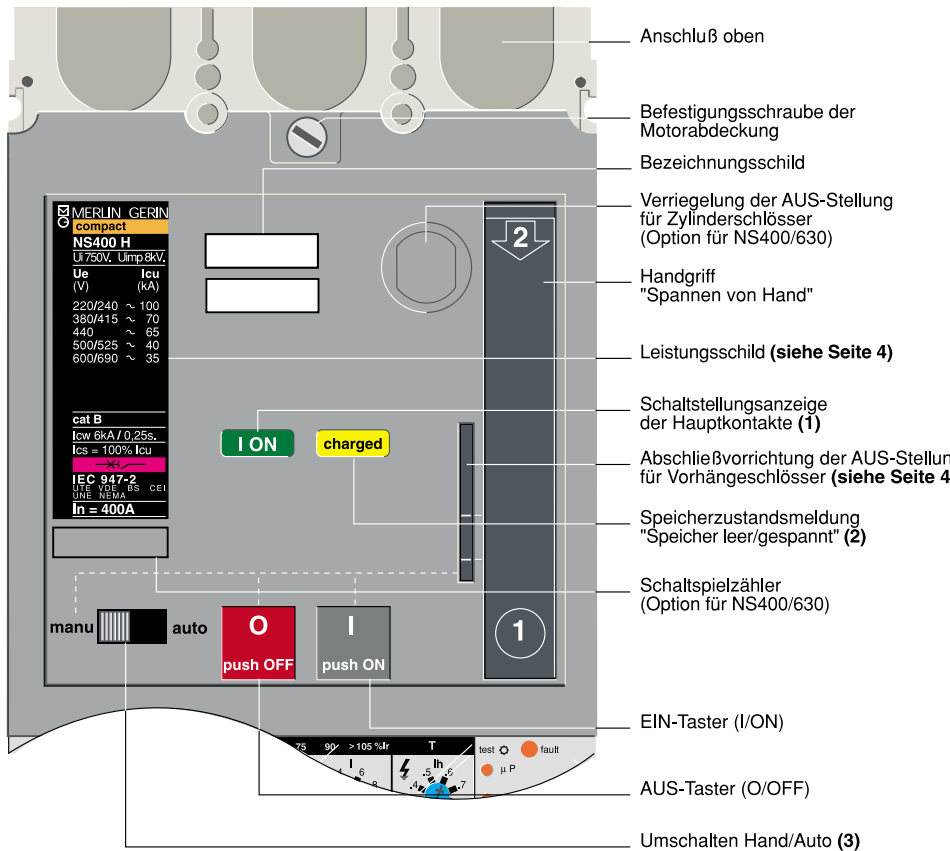 Anschluß oben
Befestigungsschraube der
Motorabdeckung
Bezeichnungsschild
Verriegelung der AUS-Stellung
für Zylinderschlösser
(Option für NS400/630)
Handgriff
"Spannen von Hand"
Leistungsschild (siehe Seite 4)
Schaltstellungsanzeige
der Hauptkontakte (1)
Abschließvorrichtung der AUS-Stellun
für Vorhängeschlösser (siehe Seite 4
Speicherzustandsmeldung
"Speicher leer/gespannt" (2)
Schaltspielzähler
(Option für NS400/630)
EIN-Taster (I/ON)
AUS-Taster (O/OFF)
Umschalten Hand/Auto (3)
MERLIN GERIN
compact
NS400 H
Ui 750V. Uimp 8kV.
Ue Icu
(V) (kA)
220/240 ~ 100
380/415 ~ 70
440 ~ 65
500/525 ~ 40
600/690 ~ 35
cat B
Icw 6kA / 0,25s.
Ics = 100% Icu
IEC 947-2
UTE VDE BS CEI
UNE NEMA
In = 400A
2
I ON
charged
1
manu auto
O
push OFF
I
push ON
75 90 >105 %Ir
T
test fault
I
Ih
µ P
6
.8
.4 .5 .6 .7